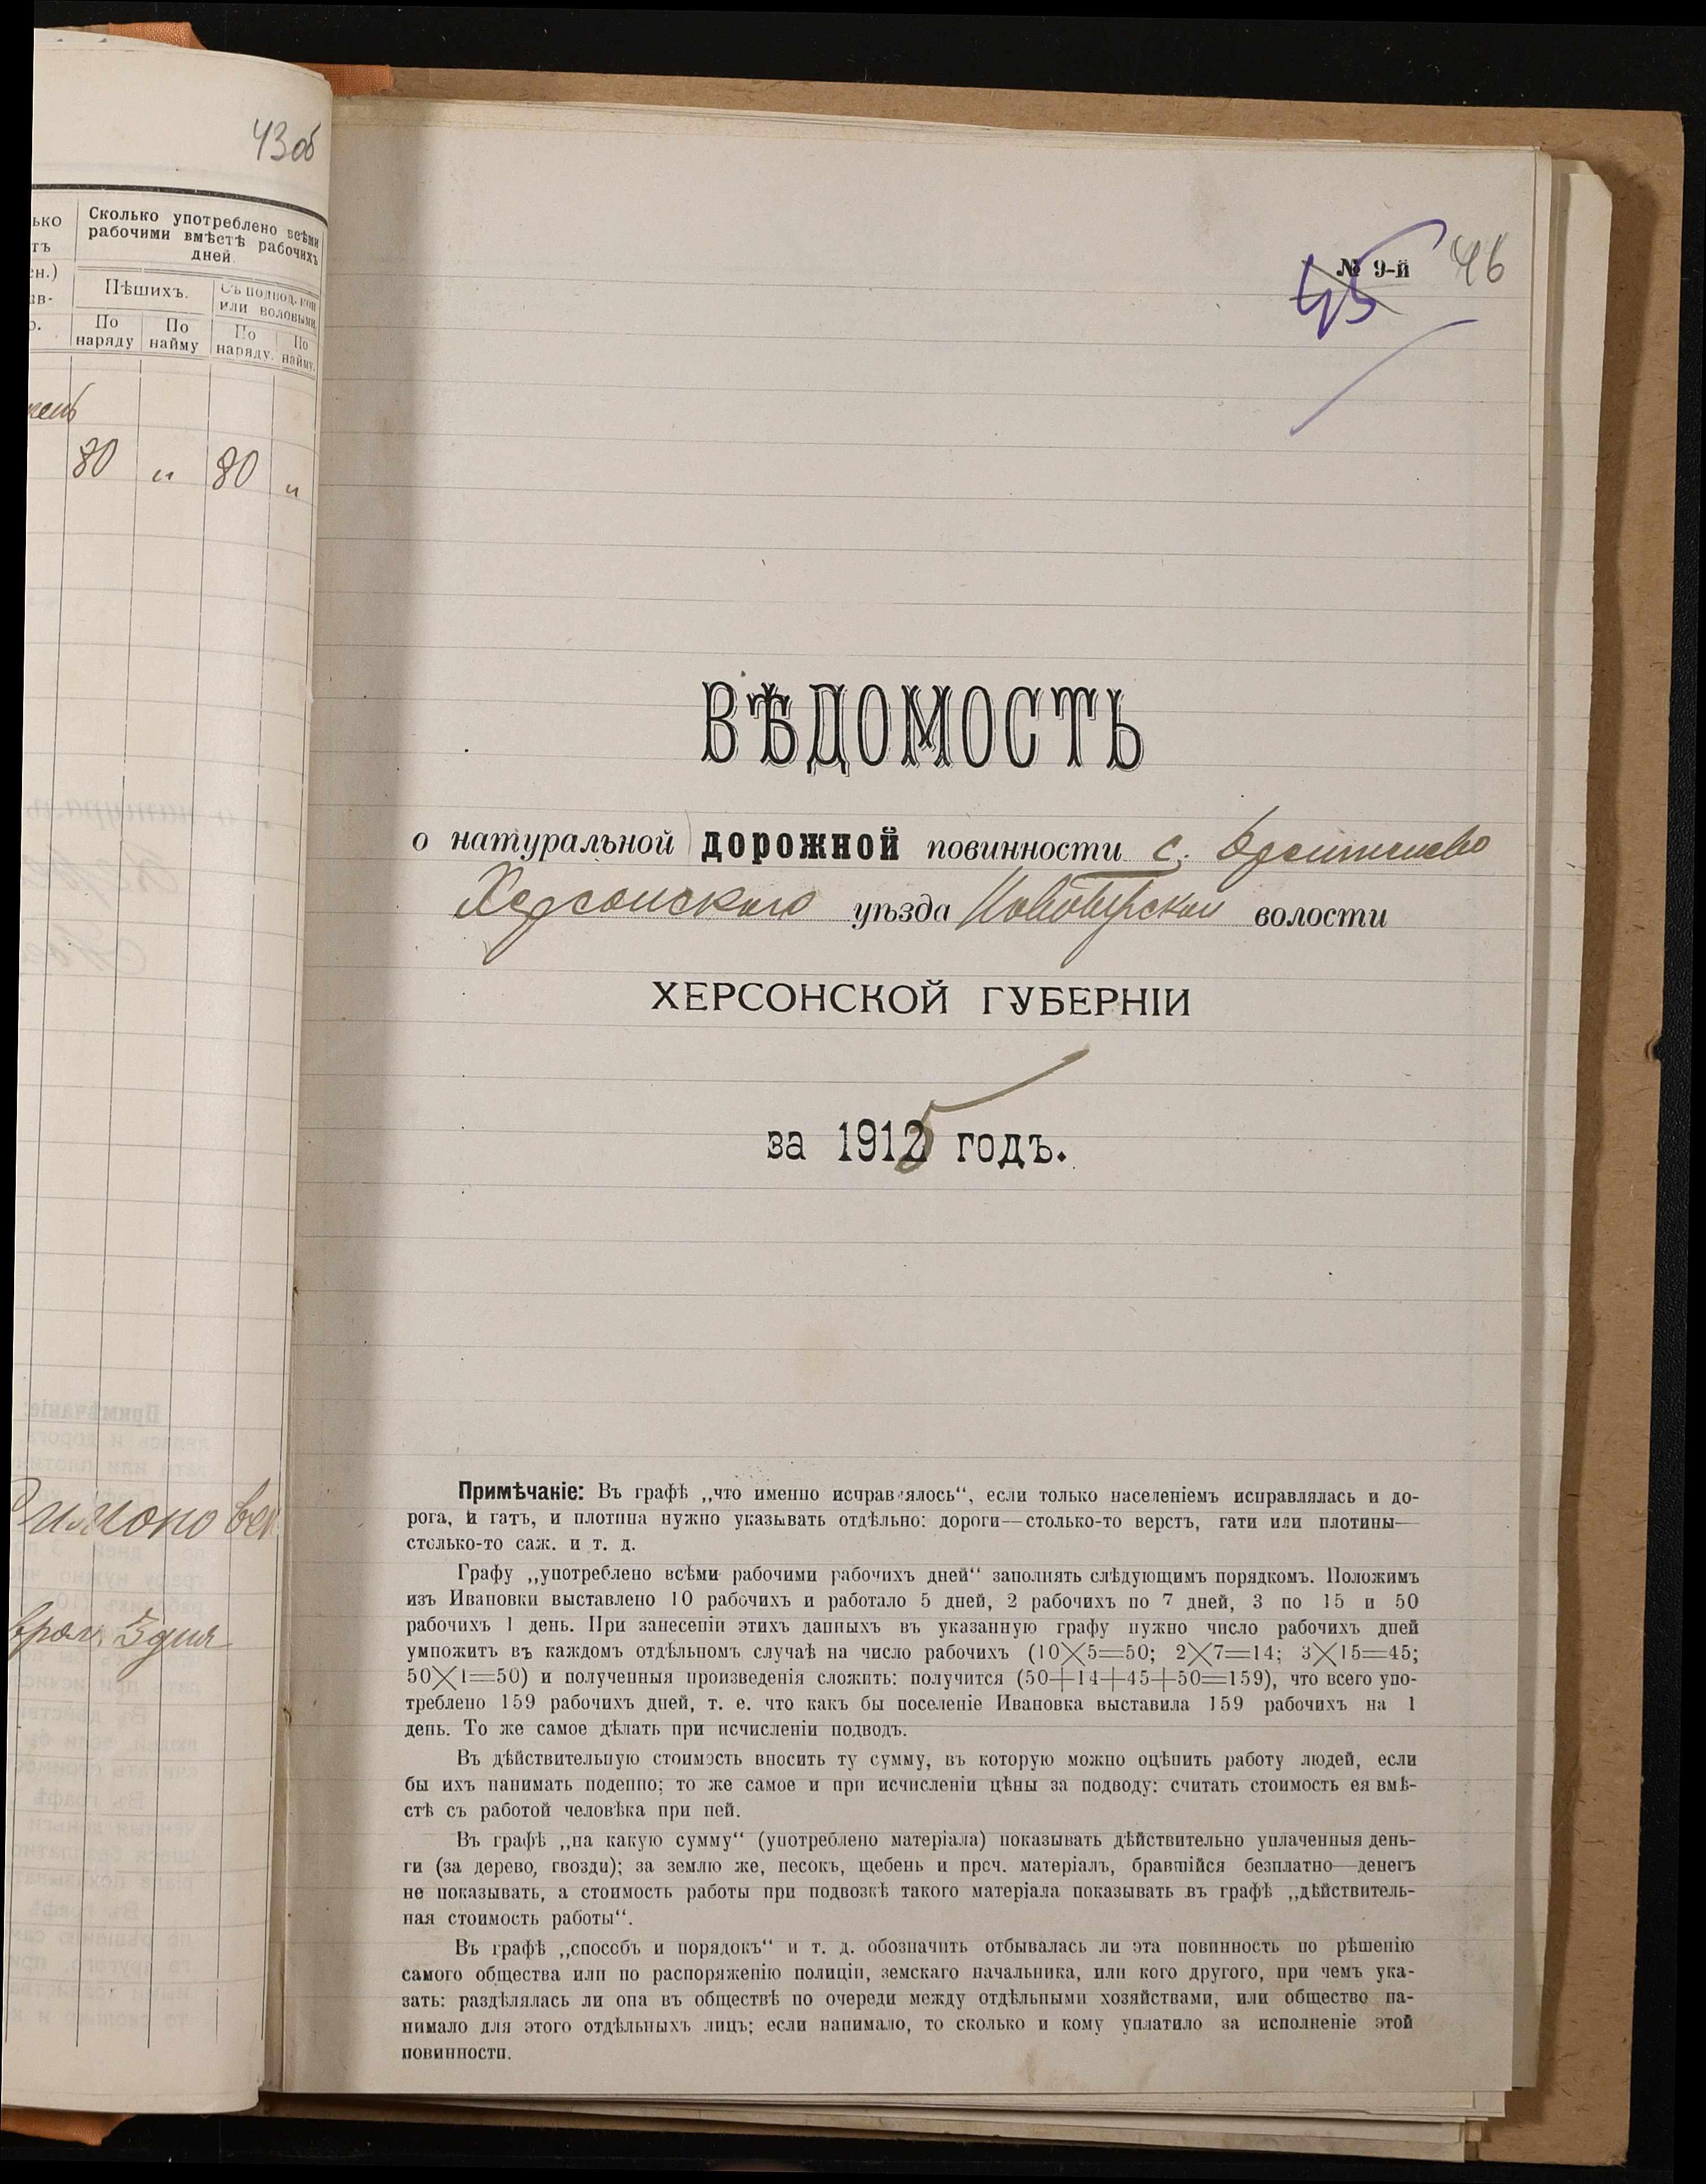 43об
ько
Сколько употреблено всѣми
рабочими вмѣстѣ рабочихъ
дней.
тъ
ен.)
ив-
р.
Пѣшихъ.
Съ подвод. кон
или воловыми
По
наряду
По
найму
По
наряду.
По
найму.
80 „ 80 „
врал. 5 дня
№ 9-й
45
46
ВѢДОМОСТЬ
о натуральной дорожной повинности с.
Херсонскаго уѣзда волости
ХЕРСОНСКОЙ ГУБЕРНІИ
за 1915 годъ.
Примѣчаніе: Въ графѣ „что именно исправлялось“, если только населеніемъ исправлялась и до-
рога, и гать, и плотина нужно указывать отдѣльно: дороги—столько-то верстъ, гати или плотины—
столько-то саж. и т. д.
Графу „употреблено всѣми рабочими рабочихъ дней“ заполнять слѣдующимъ порядкомъ. Положимъ
изъ Ивановки выставлено 10 рабочихъ и работало 5 дней, 2 рабочихъ по 7 дней, 3 по 15 и 50
рабочихъ 1 день. При занесеніи этихъ данныхъ въ указанную графу нужно число рабочихъ дней
умножить въ каждомъ отдѣльномъ случаѣ на число рабочихъ (10×5=50; 2×7=14; 3×15=45;
50×1=50) и полученныя произведенія сложить: получится (50+14+45+50=159), что всего упо-
треблено 159 рабочихъ дней, т. е. что какъ бы поселеніе Ивановка выставила 159 рабочихъ на 1
день. То же самое дѣлать при исчисленіи подводъ.
Въ дѣйствительную стоимость вносить ту сумму, въ которую можно оцѣнить работу людей, если
бы ихъ нанимать поденно; то же самое и при исчисленіи цѣны за подводу: считать стоимость ея вмѣ-
стѣ съ работой человѣка при ней.
Въ графѣ „на какую сумму“ (употреблено матеріала) показывать дѣйствительно уплаченныя день-
ги (за дерево, гвозди); за землю же, песокъ, щебень и проч. матеріалъ, бравшійся безплатно—денегъ
не показывать, а стоимость работы при подвозкѣ такого матеріала показывать въ графѣ „дѣйствитель-
ная стоимость работы“.
Въ графѣ „способъ и порядокъ“ и т. д. обозначить отбывалась ли эта повинность по рѣшенію
самого общества или по распоряженію полиціи, земскаго начальника, или кого другого, при чемъ ука-
зать: раздѣлялась ли она въ обществѣ по очереди между отдѣльными хозяйствами, или общество на-
нимало для этого отдѣльныхъ лицъ; если нанимало, то сколько и кому уплатило за исполненіе этой
повинности.